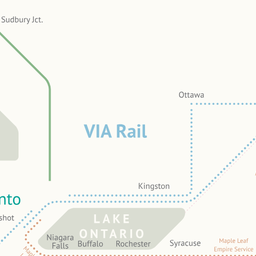 Sudbury Jct.
Ottawa
VIA Rail
Kingston
nto
shot
LAKE
ONTARIO
Niagara
Falls
Buffalo
Rochester
Syracuse
Maple Leaf
Empire Service